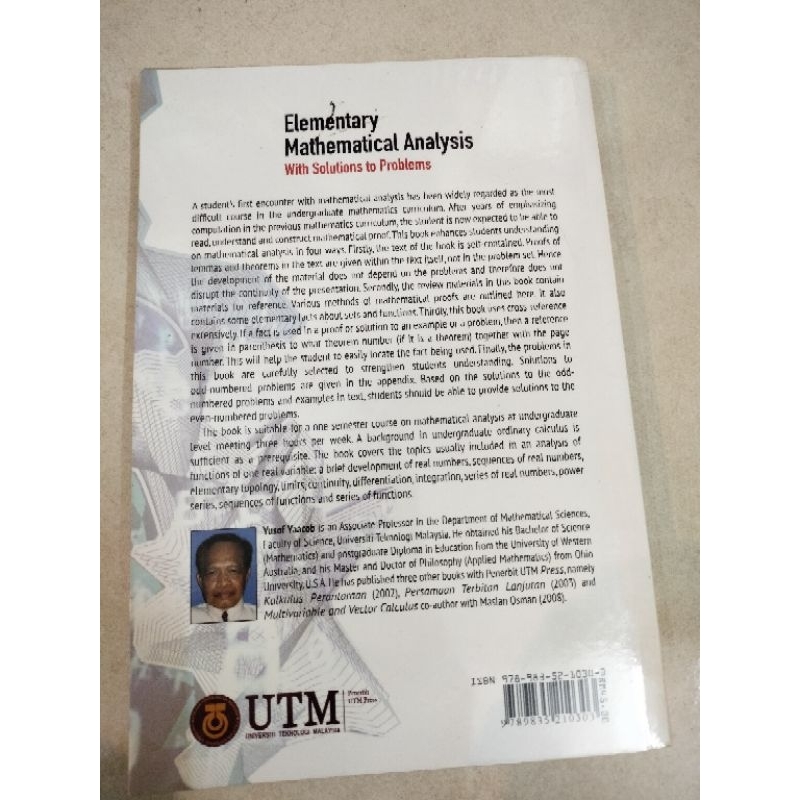 Elementary
Mathematical Analysis
With Solutions to Problems
A student's first encounter with mathematical analysis has been widely regarded as the most
difficult course in the undergraduate mathematics curriculum. After years of emphasizing
computation in the previous mathematics curriculum, the student is now expected to be able to
read, understand and construct mathematical proof. This book enhances students understanding
on mathematical analysis in four ways. Firstly, the text of the book is self-contained. Proofs of
lemmas and theorems in the text are given within the text itself, not in the problem set. Hence
the development of the material does not depend on the problems and therefore does not
disrupt the continuity of the presentation. Secondly, the review materials in this book contain
materials for reference. Various methods of mathematical proofs are outlined here. It also
contains some elementary facts about sets and functions. Thirdly, this book uses cross reference
extensively. If a fact is used in a proof or solution to an example or a problem, then a reference
is given in parenthesis to what theorem number (if it is a theorem) together with the page
number. This will help the student to easily locate the fact being used. Finally, the problems in
this book are carefully selected to strengthen students understanding. Solutions to
odd-numbered problems are given in the appendix. Based on the solutions to the odd-
numbered problems and examples in text, students should be able to provide solutions to the
even-numbered problems.
The book is suitable for a one semester course on mathematical analysis at undergraduate
level meeting three hours per week. A background in undergraduate ordinary calculus is
sufficient as a prerequisite. The book covers the topics usually included in an analysis of
functions of one real variable: a brief development of real numbers, sequences of real numbers,
elementary topology, limits, continuity, differentiation, integration, series of real numbers, power
series, sequences of functions and series of functions.
Yusof Yaacob is an Associate Professor in the Department of Mathematical Sciences,
Faculty of Science, Universiti Teknologi Malaysia. He obtained his Bachelor of Science
(Mathematics) and postgraduate Diploma in Education from the University of Western
Australia, and his Master and Doctor of Philosophy (Applied Mathematics) from Ohio
University, U.S.A. He has published three other books with Penerbit UTM Press, namely
Kalkulus Permulaan (2002), Persamaan Terbitan Lanjutan (2003) and
Multivariable and Vector Calculus co-author with Maslan Osman (2008).
UTM
UNIVERSITI TEKNOLOGI MALAYSIA
Penerbit
UTM Press
ISBN 978-983-52-1030-3
9789835210303